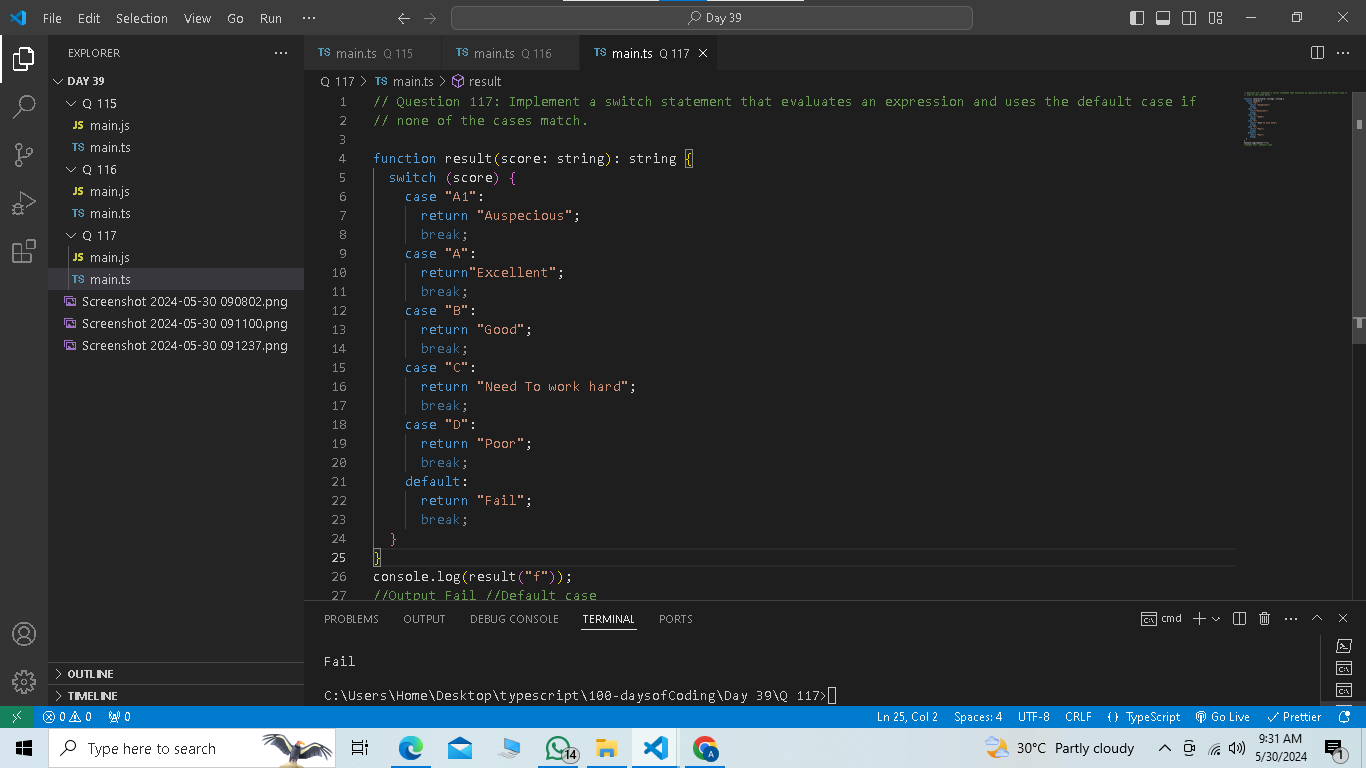 File Edit Selection View Go Run ··· Day 39
EXPLORER ···
DAY 39
Q 115
JS main.js
TS main.ts
Q 116
JS main.js
TS main.ts
Q 117
JS main.js
TS main.ts
Screenshot 2024-05-30 090802.png
Screenshot 2024-05-30 091100.png
Screenshot 2024-05-30 091237.png
OUTLINE
TIMELINE
TS main.ts Q 115 TS main.ts Q 116 TS main.ts Q 117
Q 117 > TS main.ts > result
1 // Question 117: Implement a switch statement that evaluates an expression and uses the default case if
2 // none of the cases match.
3
4 function result(score: string): string {
5 switch (score) {
6 case "A1":
7 return "Auspecious";
8 break;
9 case "A":
10 return"Excellent";
11 break;
12 case "B":
13 return "Good";
14 break;
15 case "C":
16 return "Need To work hard";
17 break;
18 case "D":
19 return "Poor";
20 break;
21 default:
22 return "Fail";
23 break;
24 }
25 }
26 console.log(result("f"));
27 //Output Fail //Default case
PROBLEMS OUTPUT DEBUG CONSOLE TERMINAL PORTS cmd
Fail
C:\Users\Home\Desktop\typescript\100-daysofCoding\Day 39\Q 117>
0 0 0 Ln 25, Col 2 Spaces: 4 UTF-8 CRLF {} TypeScript Go Live Prettier
Type here to search 14 A 30°C Partly cloudy 9:31 AM
5/30/2024 1